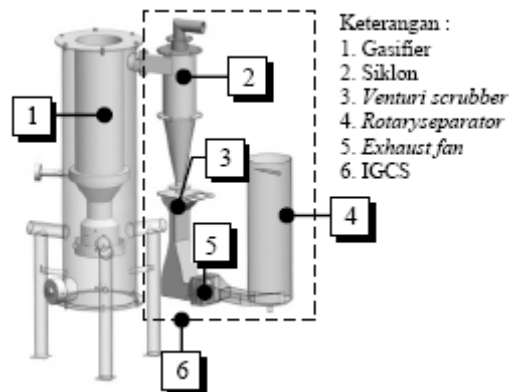 Keterangan :
1. Gasifier
2. Siklon
3. Venturi scrubber
4. Rotaryseparator
5. Exhaust fan
6. IGCS
1
2
3
4
5
6